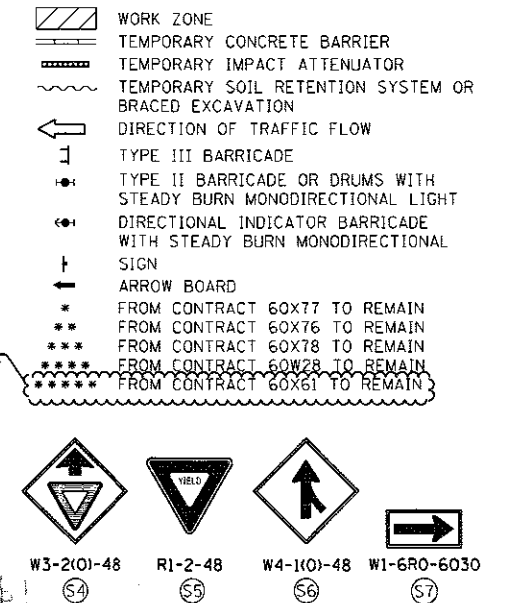 WORK ZONE
TEMPORARY CONCRETE BARRIER
TEMPORARY IMPACT ATTENUATOR
TEMPORARY SOIL RETENTION SYSTEM OR
BRACED EXCAVATION
DIRECTION OF TRAFFIC FLOW
TYPE III BARRICADE
TYPE II BARRICADE OR DRUMS WITH
STEADY BURN MONODIRECTIONAL LIGHT
DIRECTIONAL INDICATOR BARRICADE
WITH STEADY BURN MONODIRECTIONAL
SIGN
ARROW BOARD
* FROM CONTRACT 60X77 TO REMAIN
** FROM CONTRACT 60X76 TO REMAIN
*** FROM CONTRACT 60X78 TO REMAIN
**** FROM CONTRACT 60W28 TO REMAIN
***** FROM CONTRACT 60X61 TO REMAIN
YIELD
W3-2(O)-48 R1-2-48 W4-1(O)-48 W1-6RO-6030
S4 S5 S6 S7